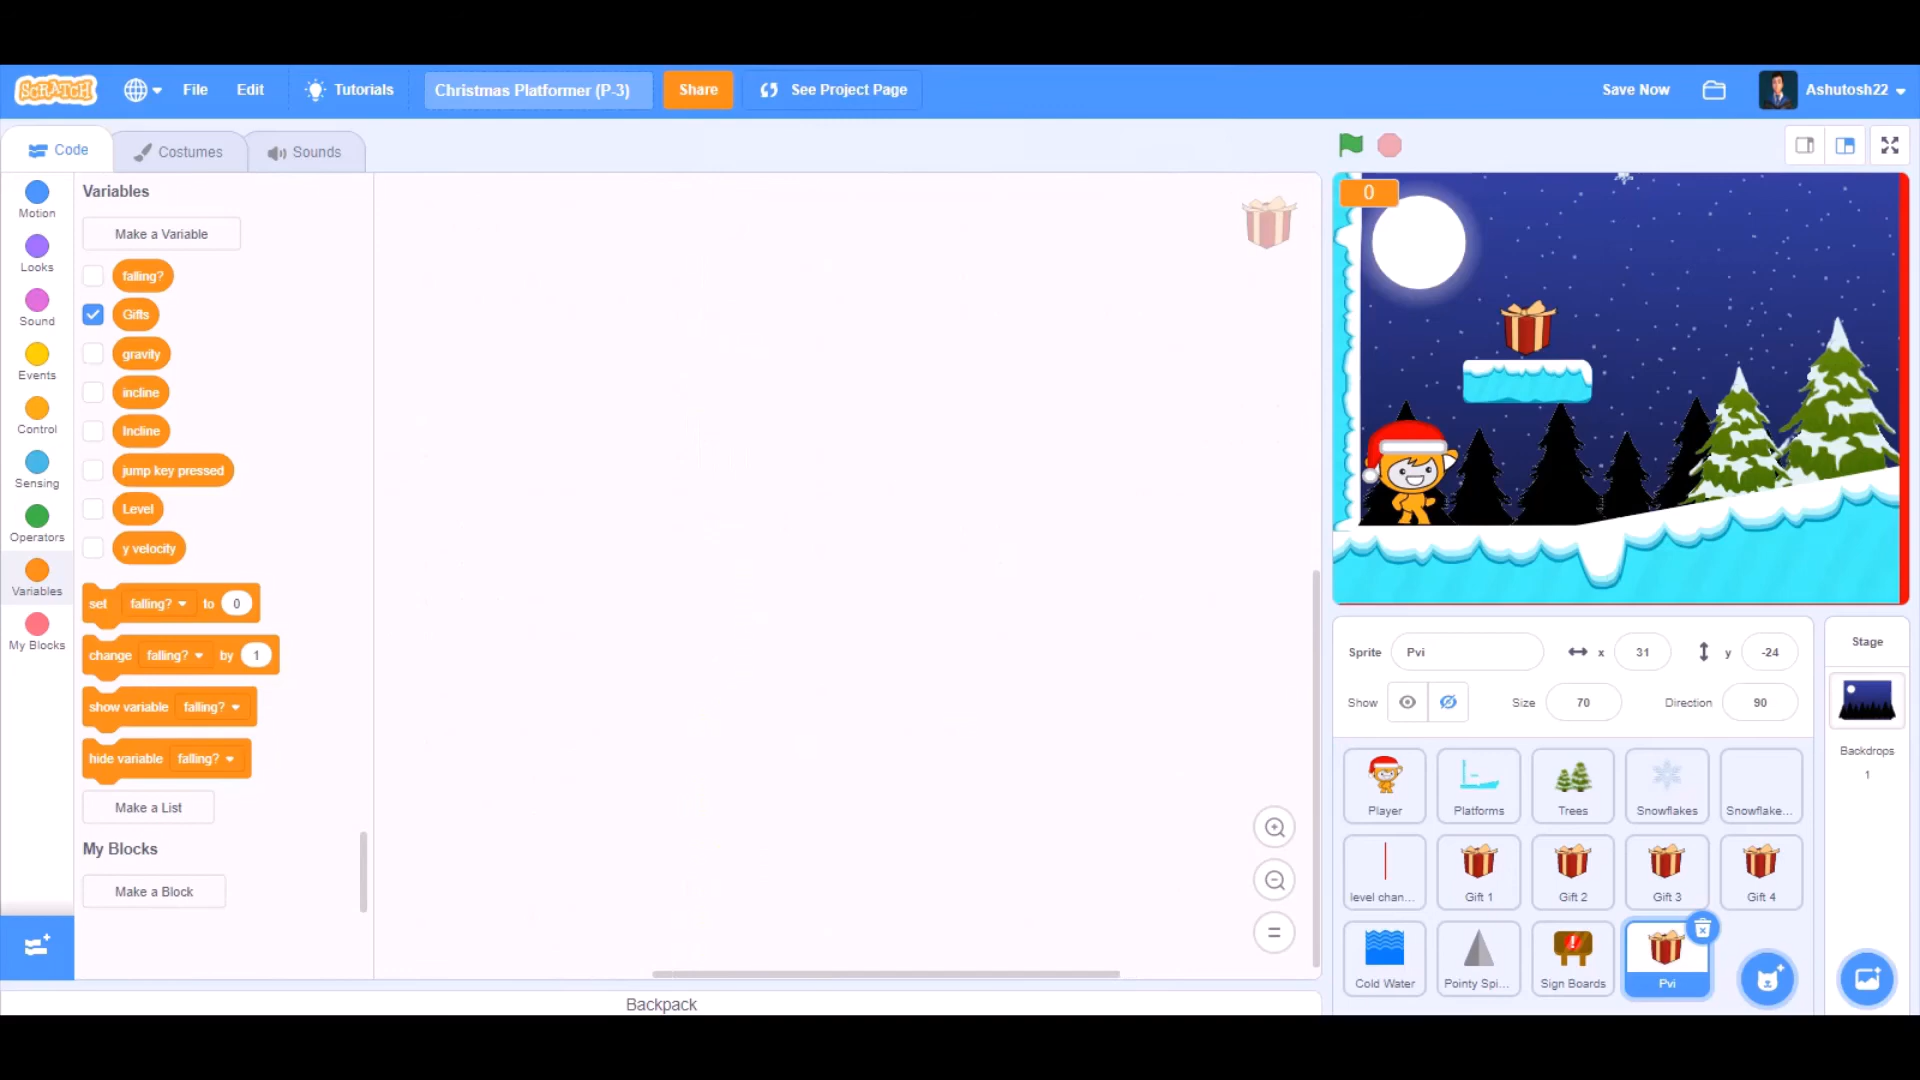 SCRATCH File Edit Tutorials Christmas Platformer (P-3) Share See Project Page Save Now Ashutosh22
Code Costumes Sounds
Motion
Looks
Sound
Events
Control
Sensing
Operators
Variables
My Blocks
Variables
Make a Variable
falling?
Gifts
gravity
incline
Incline
jump key pressed
Level
y velocity
set falling? to 0
change falling? by 1
show variable falling?
hide variable falling?
Make a List
My Blocks
Make a Block
Backpack
0
Sprite Pvi x 31 y -24
Show Size 70 Direction 90
Player Platforms Trees Snowflakes Snowflake...
level chan... Gift 1 Gift 2 Gift 3 Gift 4
Cold Water Pointy Spi... Sign Boards Pvi
Stage
Backdrops
1